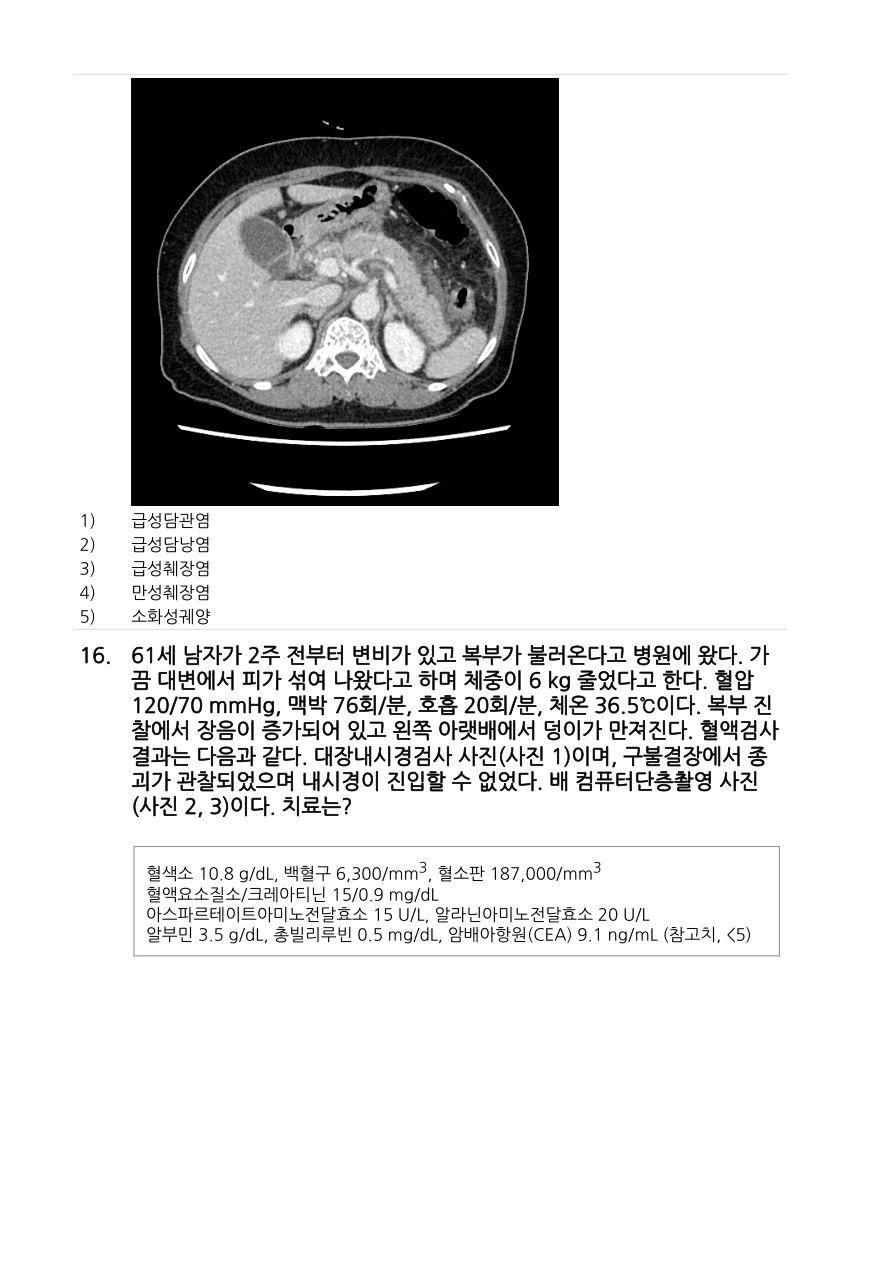 1) 급성담관염
2) 급성담낭염
3) 급성췌장염
4) 만성췌장염
5) 소화성궤양
16. 61세 남자가 2주 전부터 변비가 있고 복부가 불러온다고 병원에 왔다. 가
끔 대변에서 피가 섞여 나왔다고 하며 체중이 6 kg 줄었다고 한다. 혈압
120/70 mmHg, 맥박 76회/분, 호흡 20회/분, 체온 36.5℃이다. 복부 진
찰에서 장음이 증가되어 있고 왼쪽 아랫배에서 덩이가 만져진다. 혈액검사
결과는 다음과 같다. 대장내시경검사 사진(사진 1)이며, 구불결장에서 종
괴가 관찰되었으며 내시경이 진입할 수 없었다. 배 컴퓨터단층촬영 사진
(사진 2, 3)이다. 치료는?
혈색소 10.8 g/dL, 백혈구 6,300/mm³, 혈소판 187,000/mm³
혈액요소질소/크레아티닌 15/0.9 mg/dL
아스파르테이트아미노전달효소 15 U/L, 알라닌아미노전달효소 20 U/L
알부민 3.5 g/dL, 총빌리루빈 0.5 mg/dL, 암배아항원(CEA) 9.1 ng/mL (참고치, <5)